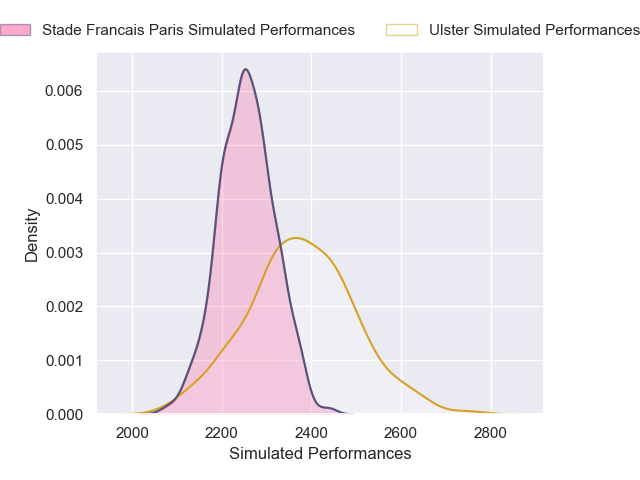 Stade Francais Paris Simulated Performances
Ulster Simulated Performances
0.006
0.005
0.004
0.003
0.002
0.001
0.000
Density
2000 2200 2400 2600 2800
Simulated Performances